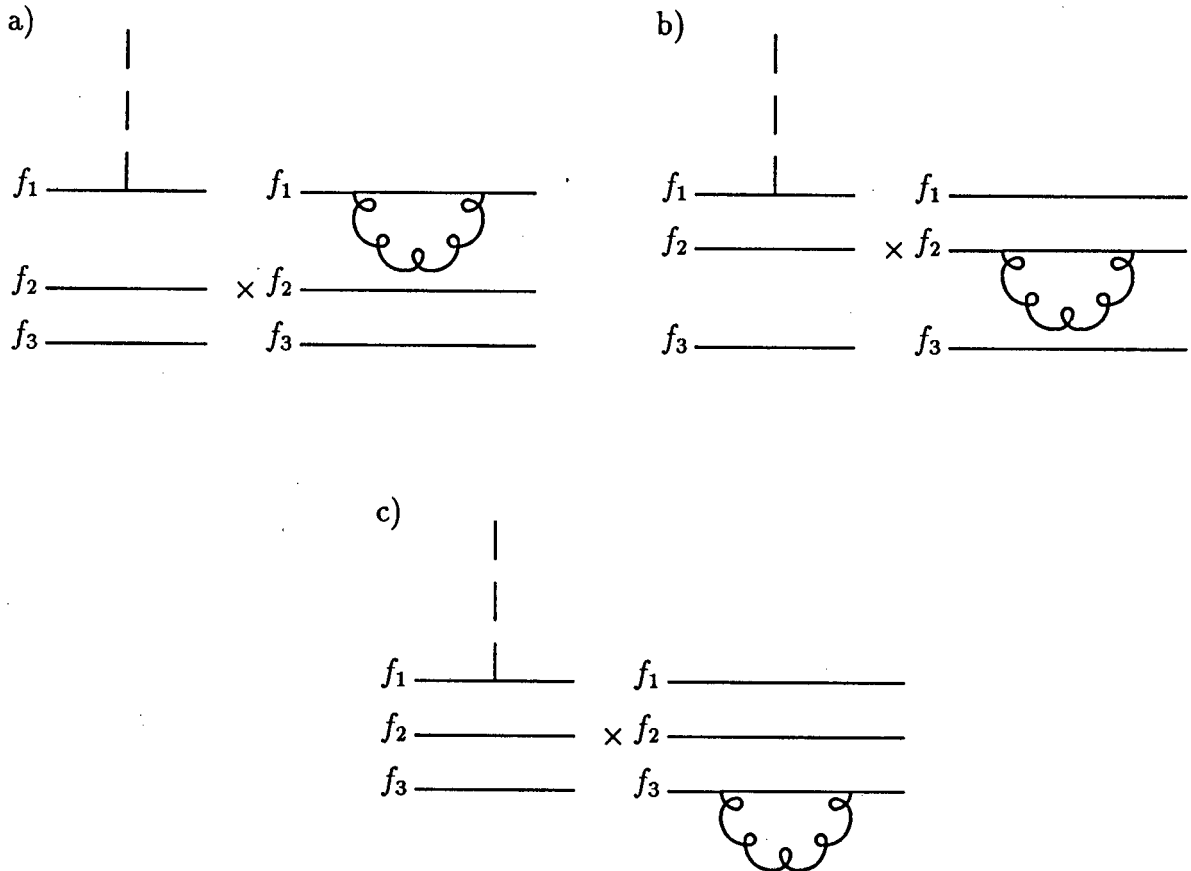 a)
f₁ f₁
f₂ × f₂
f₃ f₃
b)
f₁ f₁
f₂ × f₂
f₃ f₃
c)
f₁ f₁
f₂ × f₂
f₃ f₃